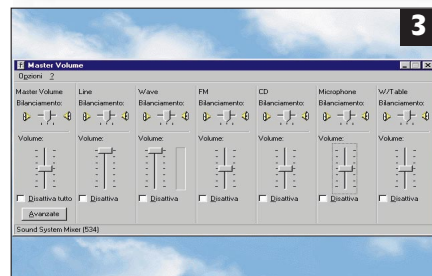 3
Master Volume
Opzioni ?
Master Volume Line Wave FM CD Microphone W/Table
Bilanciamento: Bilanciamento: Bilanciamento: Bilanciamento: Bilanciamento: Bilanciamento: Bilanciamento:
Volume: Volume: Volume: Volume: Volume: Volume: Volume:
Disattiva tutto Disattiva Disattiva Disattiva Disattiva Disattiva Disattiva
Avanzate
Sound System Mixer (534)